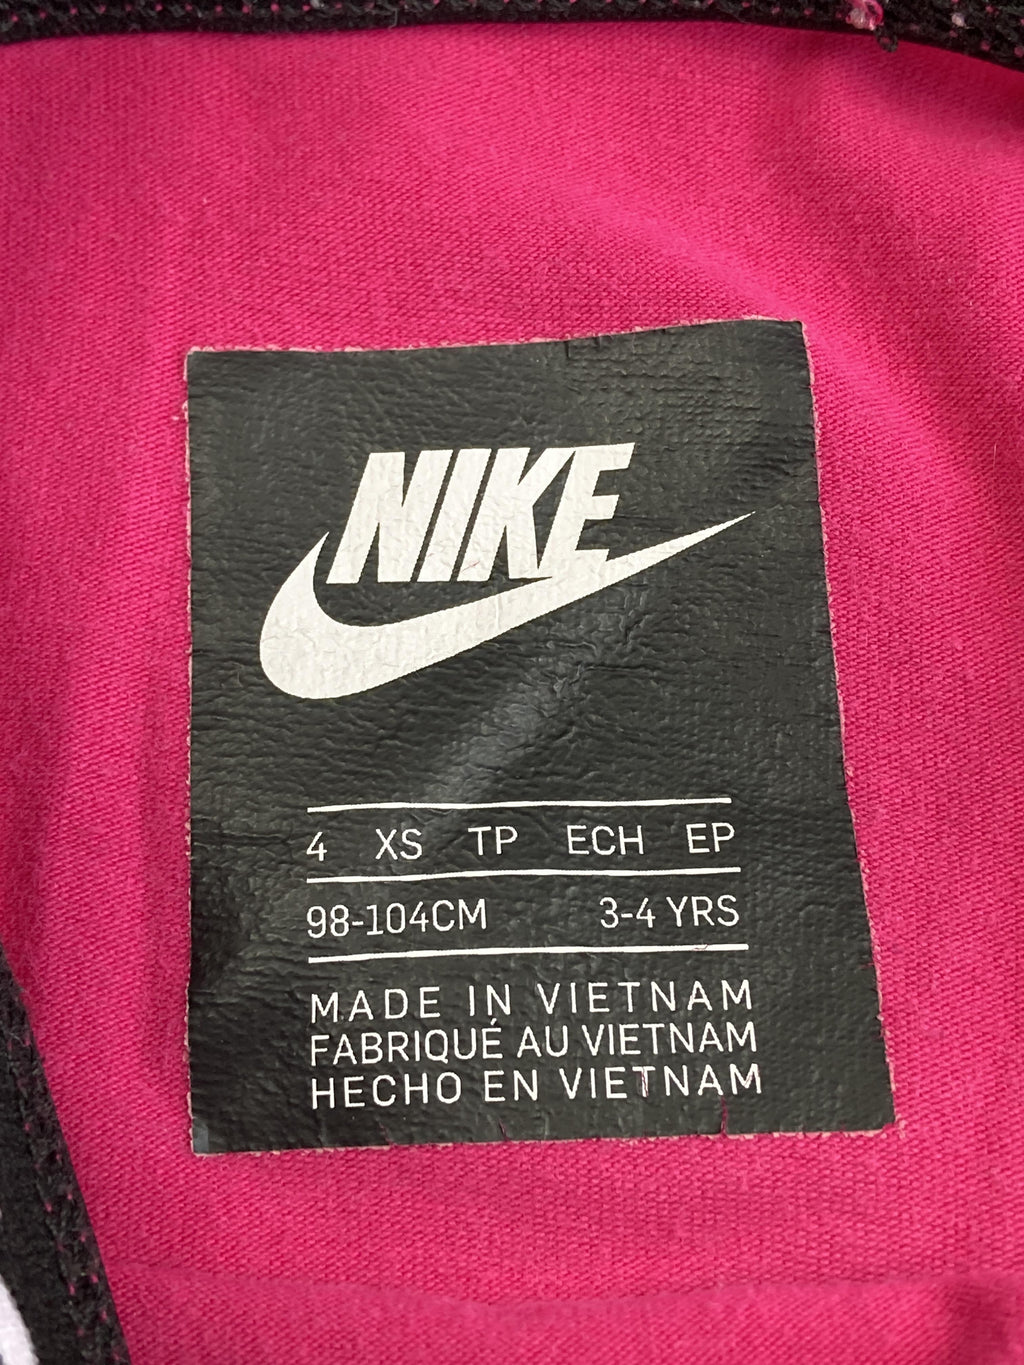 NIKE
4 XS TP ECH EP
98-104CM 3-4 YRS
MADE IN VIETNAM
FABRIQUÉ AU VIETNAM
HECHO EN VIETNAM